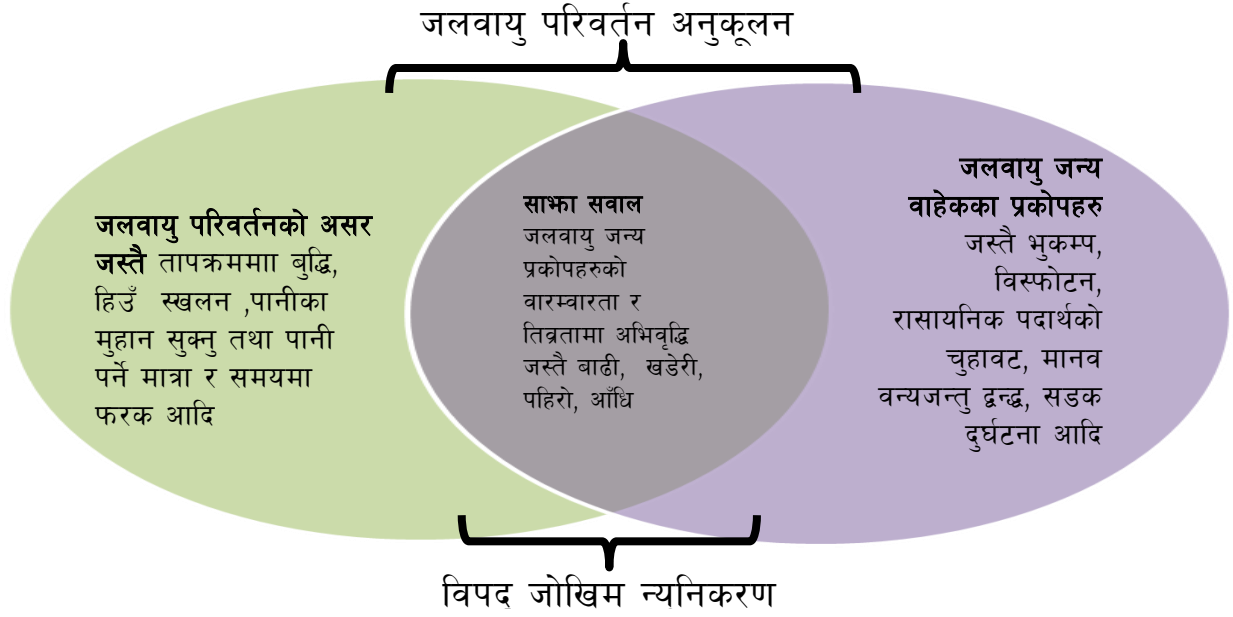 जलवायु परिवर्तन अनुकूलन
जलवायु परिवर्तनको असर
जस्तै तापक्रममाा बुद्धि,
हिउँ स्खलन ,पानीका
मुहान सुक्नु तथा पानी
पर्ने मात्रा र समयमा
फरक आदि
साझा सवाल
जलवायु जन्य
प्रकोपहरुको
वारम्वारता र
तिब्रतामा अभिवृद्धि
जस्तै बाढी, खडेरी,
पहिरो, आँधि
जलवायु जन्य
वाहेकका प्रकोपहरु
जस्तै भुकम्प,
विस्फोटन,
रासायनिक पदार्थको
चुहावट, मानव
वन्यजन्तु द्वन्द्ध, सडक
दुर्घटना आदि
विपद जोखिम न्यनिकरण